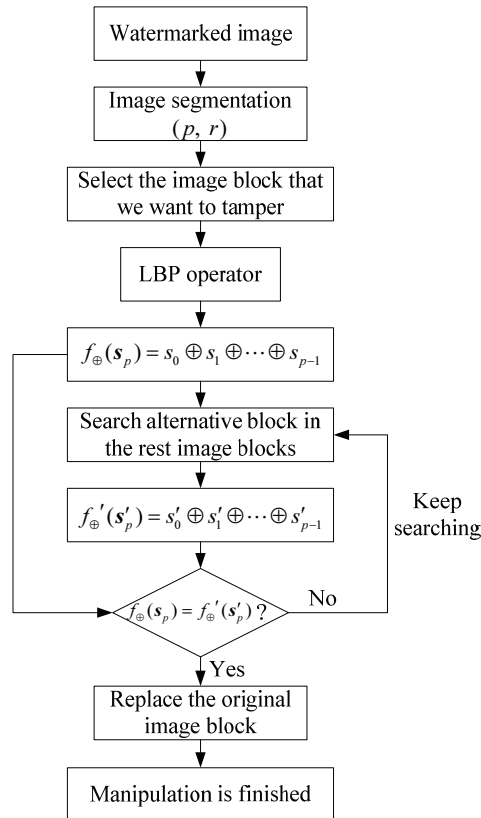 Watermarked image
Image segmentation
(p, r)
Select the image block that
we want to tamper
LBP operator
f⊕(sₚ) = s₀ ⊕ s₁ ⊕ ⋯ ⊕ sₚ₋₁
Search alternative block in
the rest image blocks
f⊕′(s′ₚ) = s′₀ ⊕ s′₁ ⊕ ⋯ ⊕ s′ₚ₋₁
Keep
searching
f⊕(sₚ) = f⊕′(s′ₚ) ?
No
Yes
Replace the original
image block
Manipulation is finished